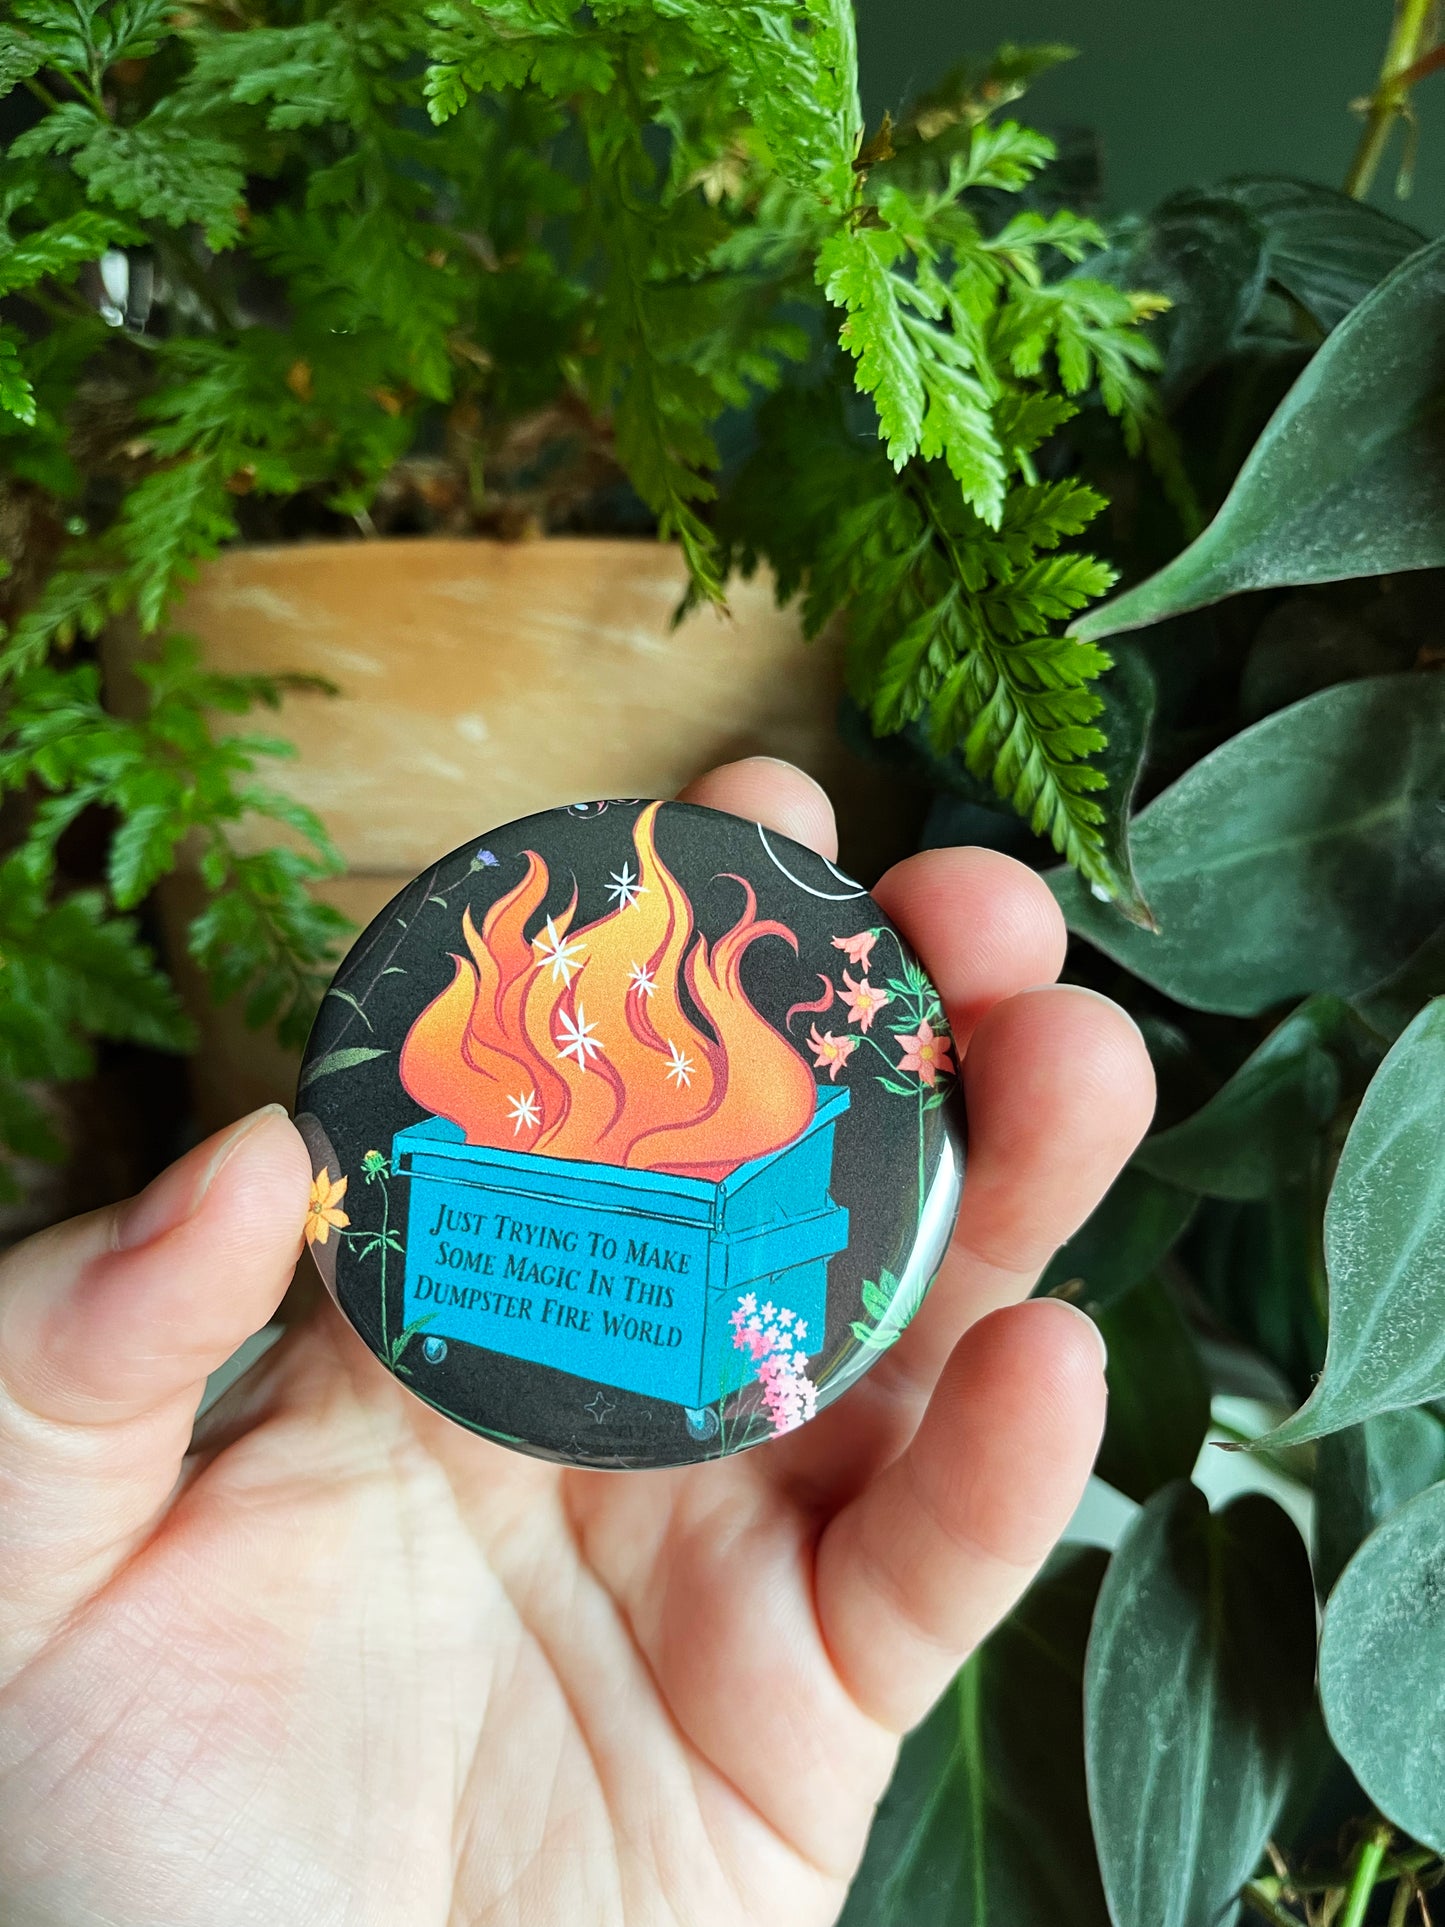 Just Trying To Make
Some Magic In This
Dumpster Fire World